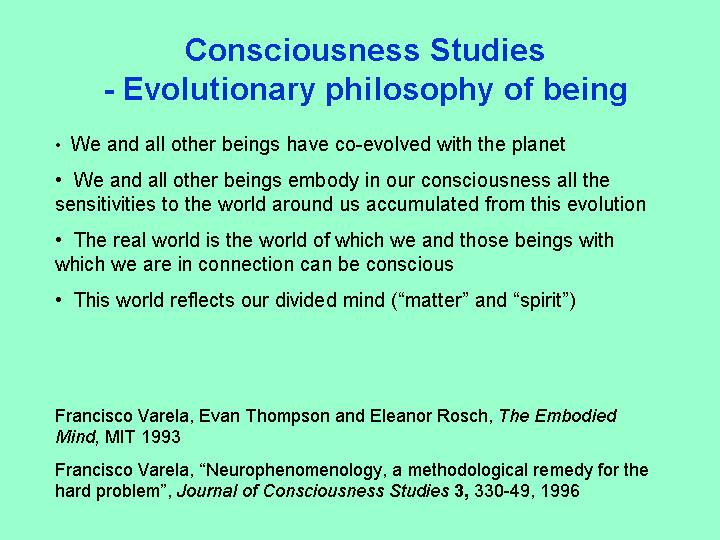 Consciousness Studies
- Evolutionary philosophy of being
• We and all other beings have co-evolved with the planet
• We and all other beings embody in our consciousness all the
sensitivities to the world around us accumulated from this evolution
• The real world is the world of which we and those beings with
which we are in connection can be conscious
• This world reflects our divided mind (“matter” and “spirit”)
Francisco Varela, Evan Thompson and Eleanor Rosch, The Embodied
Mind, MIT 1993
Francisco Varela, “Neurophenomenology, a methodological remedy for the
hard problem”, Journal of Consciousness Studies 3, 330-49, 1996